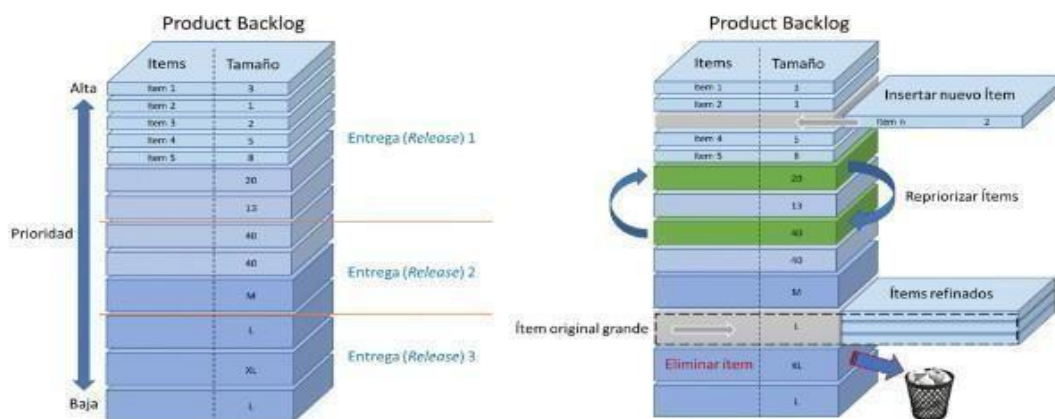 Product Backlog
Items Tamaño
Alta
Item 1 3
Item 2 1
Item 3 2
Item 4 5
Item 5 8
20
13
40
40
M
L
XL
L
Prioridad
Baja
Entrega (Release) 1
Entrega (Release) 2
Entrega (Release) 3
Product Backlog
Items Tamaño
Item 1 3
Item 2 1
Insertar nuevo Ítem
Item n 2
Item 4 5
Item 5 8
20
13
40
40
M
L
XL
L
Repriorizar Ítems
Ítems refinados
Ítem original grande
Eliminar ítem